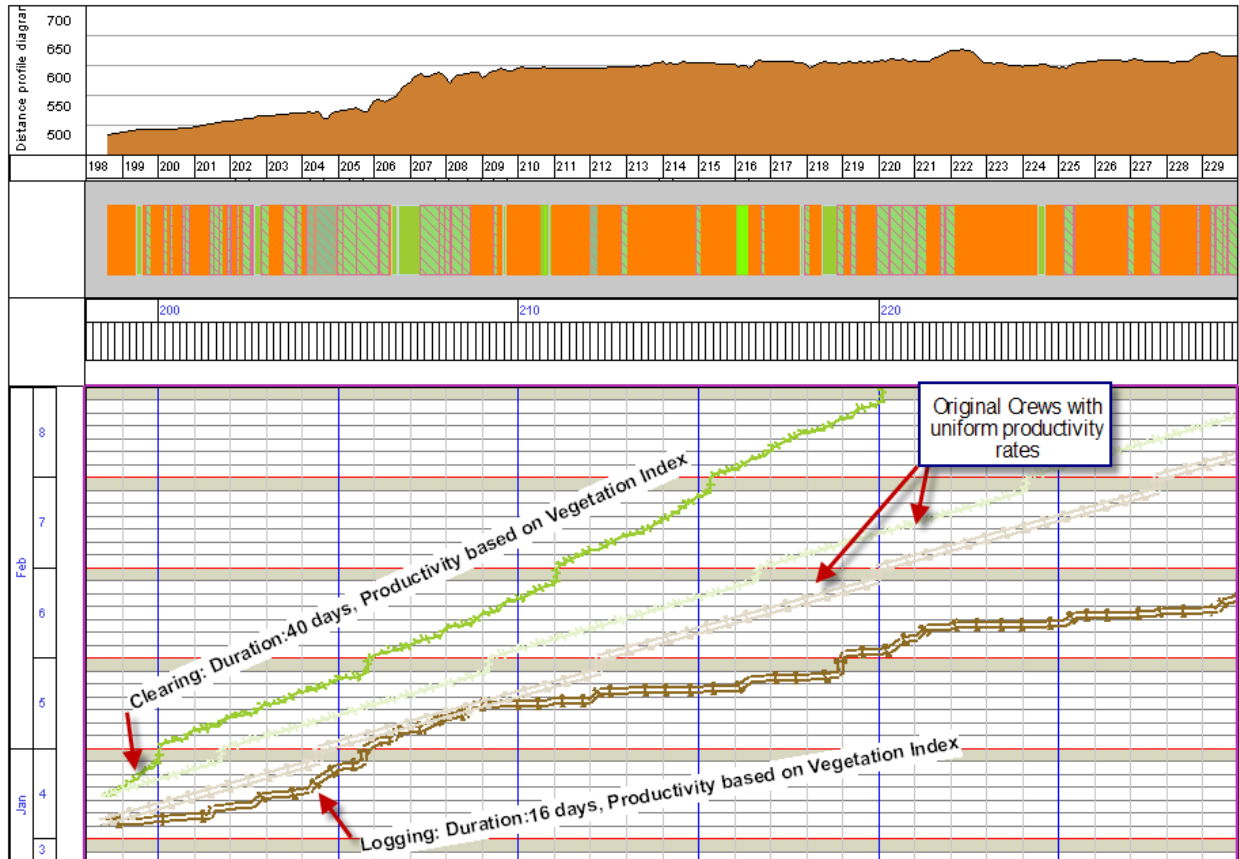 Distance profile diagran
700
650
600
550
500
198 199 200 201 202 203 204 205 206 207 208 209 210 211 212 213 214 215 216 217 218 219 220 221 222 223 224 225 226 227 228 229
200 210 220
Original Crews with
uniform productivity
rates
Clearing: Duration:40 days, Productivity based on Vegetation Index
Logging: Duration:16 days, Productivity based on Vegetation Index
8
7
Feb
6
5
4
Jan
3